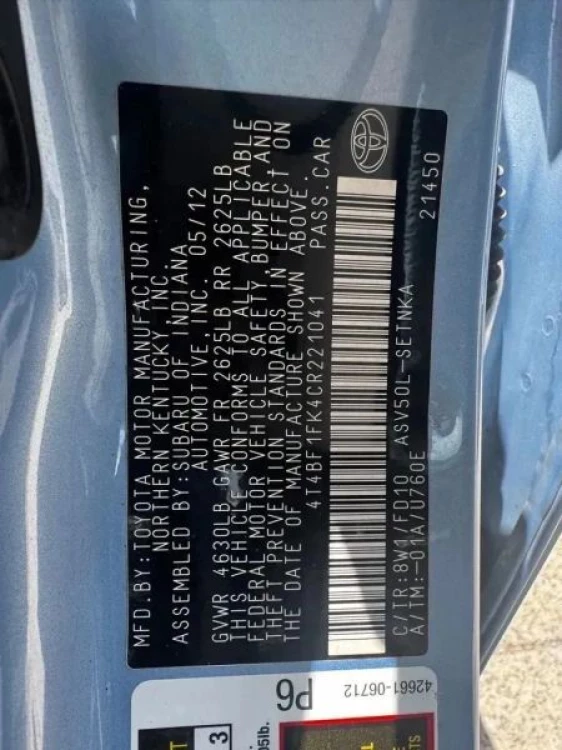 MFD.BY:TOYOTA MOTOR MANUFACTURING,
NORTHERN KENTUCKY, INC.
ASSEMBLED BY:SUBARU OF INDIANA
AUTOMOTIVE, INC. 05/12
GVWR 4630LB GAWR FR 2625LB RR 2625LB
THIS VEHICLE CONFORMS TO ALL APPLICABLE
FEDERAL MOTOR VEHICLE SAFETY, BUMPER AND
THEFT PREVENTION STANDARDS IN EFFECT ON
THE DATE OF MANUFACTURE SHOWN ABOVE.
4T4BF1FK4CR221041 PASS.CAR
C/TR:8W1/FD10 ASV50L-SETNKA
A/TM:-01A/U760E 21450
42661-06712
P6
3
05lb.